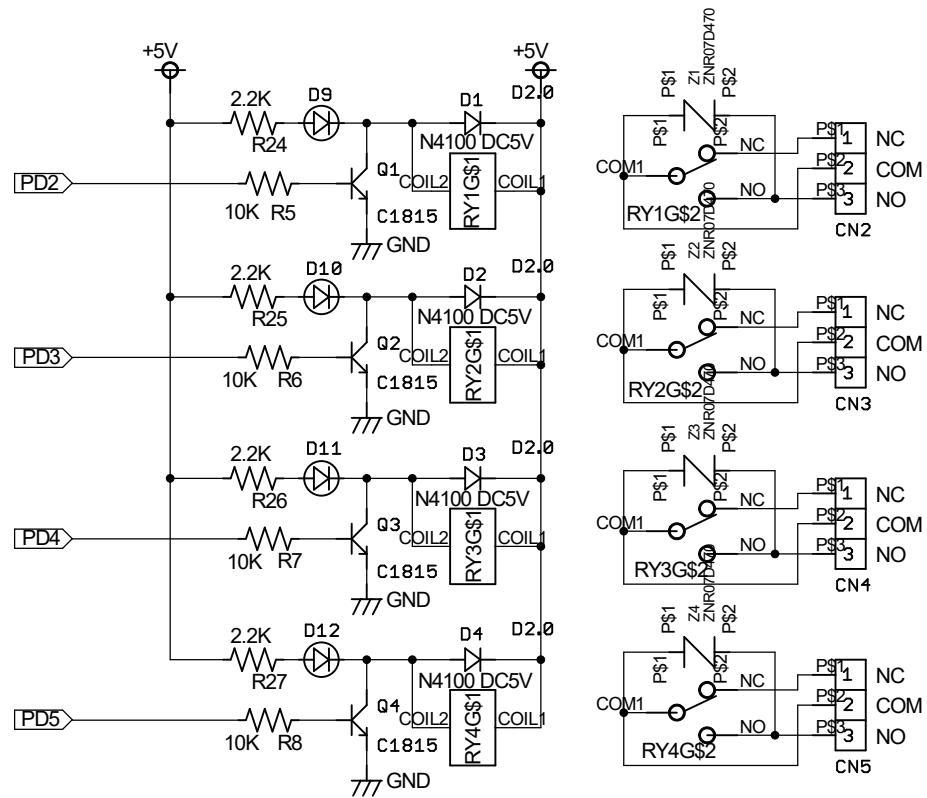 +5V
+5V
2.2K
R24
D9
D1
D2.0
N4100 DC5V
PD2
10K
R5
Q1
C1815
GND
COIL2
RY1G$1
COIL1
P$1
Z1
ZNR07D470
P$2
COM1
P$2
NC
NO
RY1G$2
P$1
P$1
P$2
P$3
1
2
3
NC
COM
NO
CN2
2.2K
R25
D10
D2
D2.0
N4100 DC5V
PD3
10K
R6
Q2
C1815
GND
COIL2
RY2G$1
COIL1
P$1
Z2
ZNR07D470
P$2
COM1
P$2
NC
NO
RY2G$2
P$1
P$1
P$2
P$3
1
2
3
NC
COM
NO
CN3
2.2K
R26
D11
D3
D2.0
N4100 DC5V
PD4
10K
R7
Q3
C1815
GND
COIL2
RY3G$1
COIL1
P$1
Z3
ZNR07D470
P$2
COM1
P$2
NC
NO
RY3G$2
P$1
P$1
P$2
P$3
1
2
3
NC
COM
NO
CN4
2.2K
R27
D12
D4
D2.0
N4100 DC5V
PD5
10K
R8
Q4
C1815
GND
COIL2
RY4G$1
COIL1
P$1
Z4
ZNR07D470
P$2
COM1
P$2
NC
NO
RY4G$2
P$1
P$1
P$2
P$3
1
2
3
NC
COM
NO
CN5